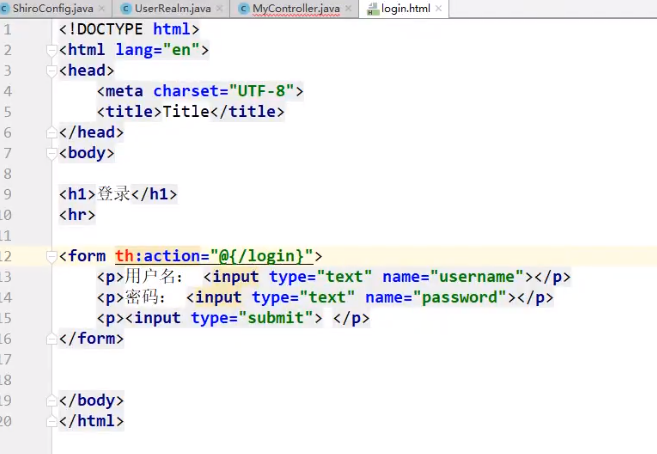 ShiroConfig.java × UserRealm.java × MyController.java × login.html ×
1 <!DOCTYPE html>
2 <html lang="en">
3 <head>
4 <meta charset="UTF-8">
5 <title>Title</title>
6 </head>
7 <body>
8
9 <h1>登录</h1>
10 <hr>
11
12 <form th:action="@{/login}">
13 <p>用户名： <input type="text" name="username"></p>
14 <p>密码： <input type="text" name="password"></p>
15 <p><input type="submit"> </p>
16 </form>
17
18
19 </body>
20 </html>